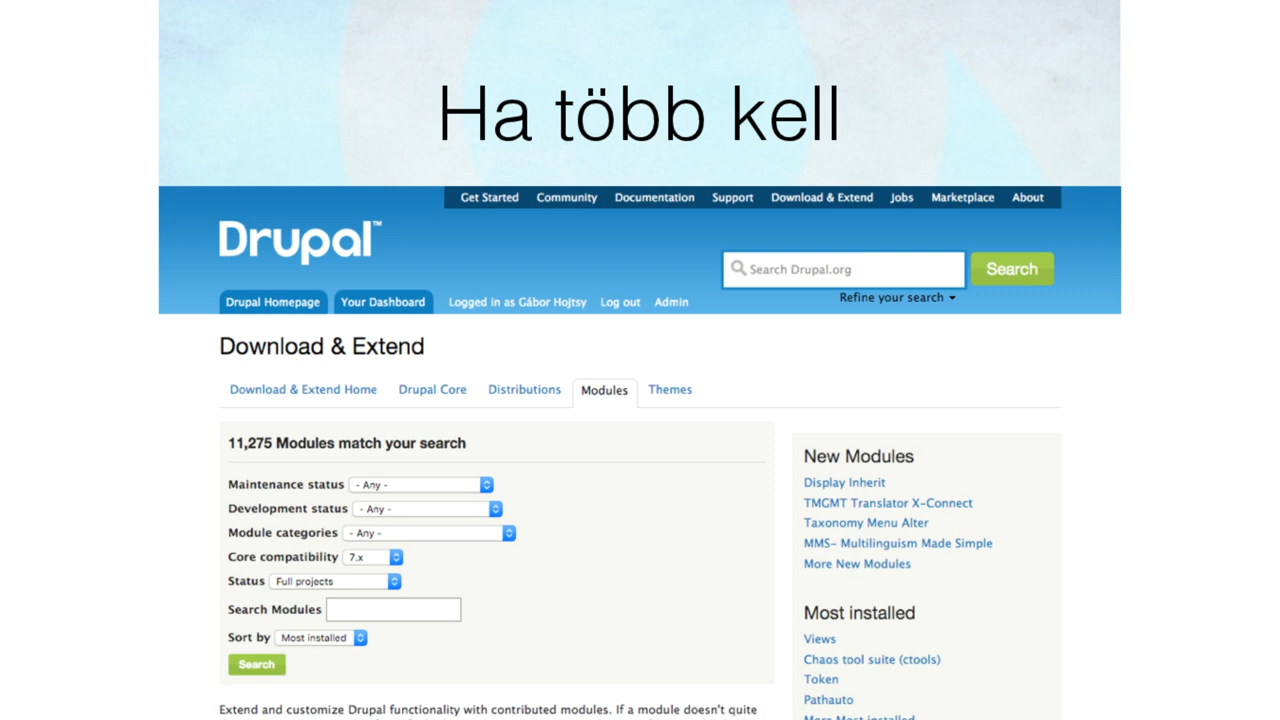 Ha több kell
Get Started Community Documentation Support Download & Extend Jobs Marketplace About
Drupal™
Search Drupal.org Search
Refine your search
Drupal Homepage Your Dashboard Logged in as Gábor Hojtsy Log out Admin
Download & Extend
Download & Extend Home Drupal Core Distributions Modules Themes
11,275 Modules match your search
Maintenance status - Any -
Development status - Any -
Module categories - Any -
Core compatibility 7.x
Status Full projects
Search Modules
Sort by Most installed
Search
Extend and customize Drupal functionality with contributed modules. If a module doesn't quite
New Modules
Display Inherit
TMGMT Translator X-Connect
Taxonomy Menu Alter
MMS- Multilinguism Made Simple
More New Modules
Most installed
Views
Chaos tool suite (ctools)
Token
Pathauto
More Most installed